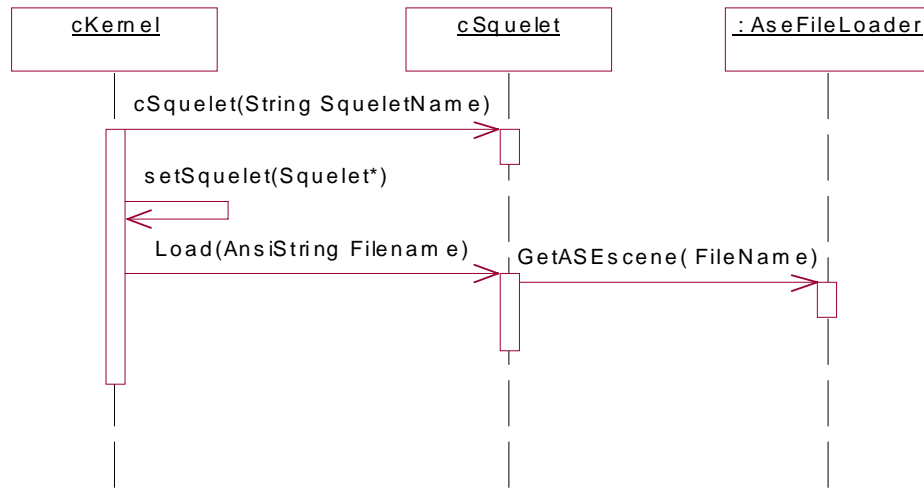 cKernel
cSquelet
: AseFileLoader
cSquelet(String SqueletName)
setSquelet(Squelet*)
Load(AnsiString Filename)
GetASEscene( FileName)